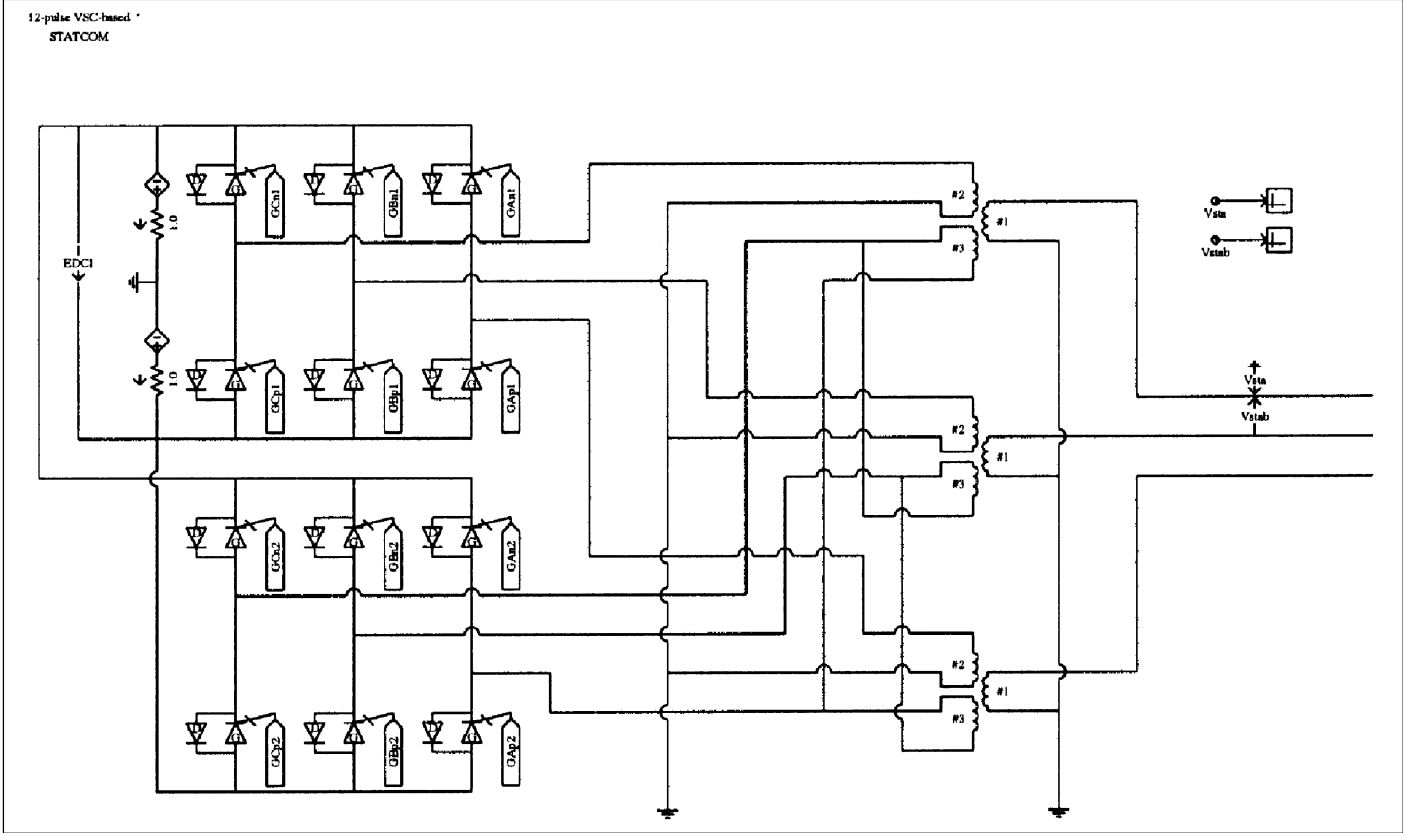 12-pulse VSC-based
STATCOM
EDC1
1.0
1.0
D
G
GCn1
D
G
GBn1
D
G
GAn1
D
G
GCp1
D
G
GBp1
D
G
GAp1
D
G
GCn2
D
G
GBn2
D
G
GAn2
D
G
GCp2
D
G
GBp2
D
G
GAp2
#2
#1
#3
#2
#1
#3
#2
#1
#3
Vsta
Vstab
Vsta
Vstab